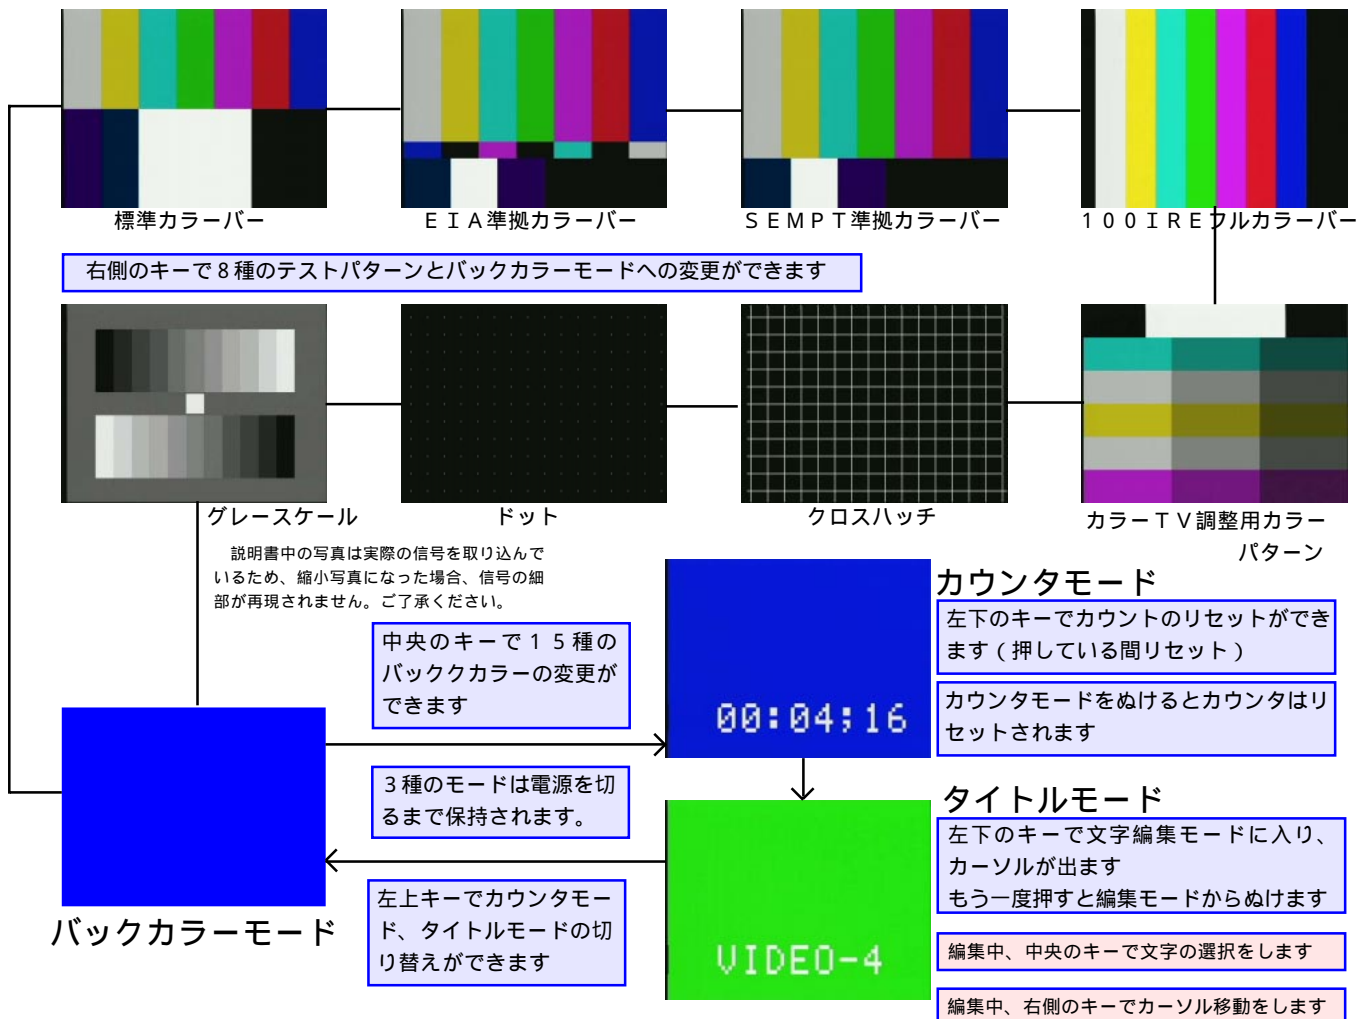 標準カラーバー
ＥＩＡ準拠カラーバー
ＳＥＭＰＴ準拠カラーバー
１００ＩＲＥフルカラーバー
右側のキーで８種のテストパターンとバックカラーモードへの変更ができます
グレースケール
ドット
クロスハッチ
カラーＴＶ調整用カラー
パターン
説明書中の写真は実際の信号を取り込んで
いるため、縮小写真になった場合、信号の細
部が再現されません。ご了承ください。
中央のキーで１５種の
バッククカラーの変更が
できます
00:04;16
カウンタモード
左下のキーでカウントのリセットができ
ます（押している間リセット）
カウンタモードをぬけるとカウンタはリ
セットされます
３種のモードは電源を切
るまで保持されます。
バックカラーモード
左上キーでカウンタモー
ド、タイトルモードの切
り替えができます
VIDEO-4
タイトルモード
左下のキーで文字編集モードに入り、
カーソルが出ます
もう一度押すと編集モードからぬけます
編集中、中央のキーで文字の選択をします
編集中、右側のキーでカーソル移動をします